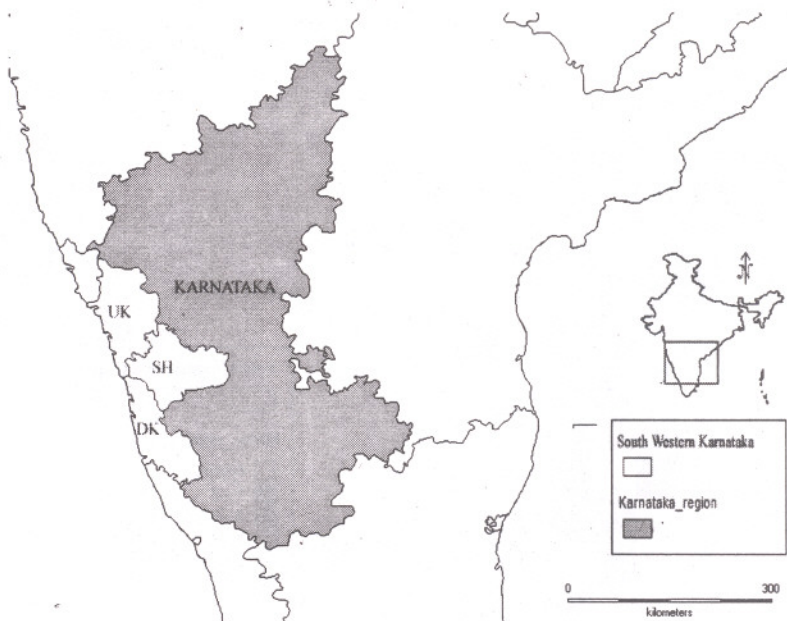 KARNATAKA
UK
SH
DK
N
South Western Karnataka
Karnataka_region
0 300
kilometers